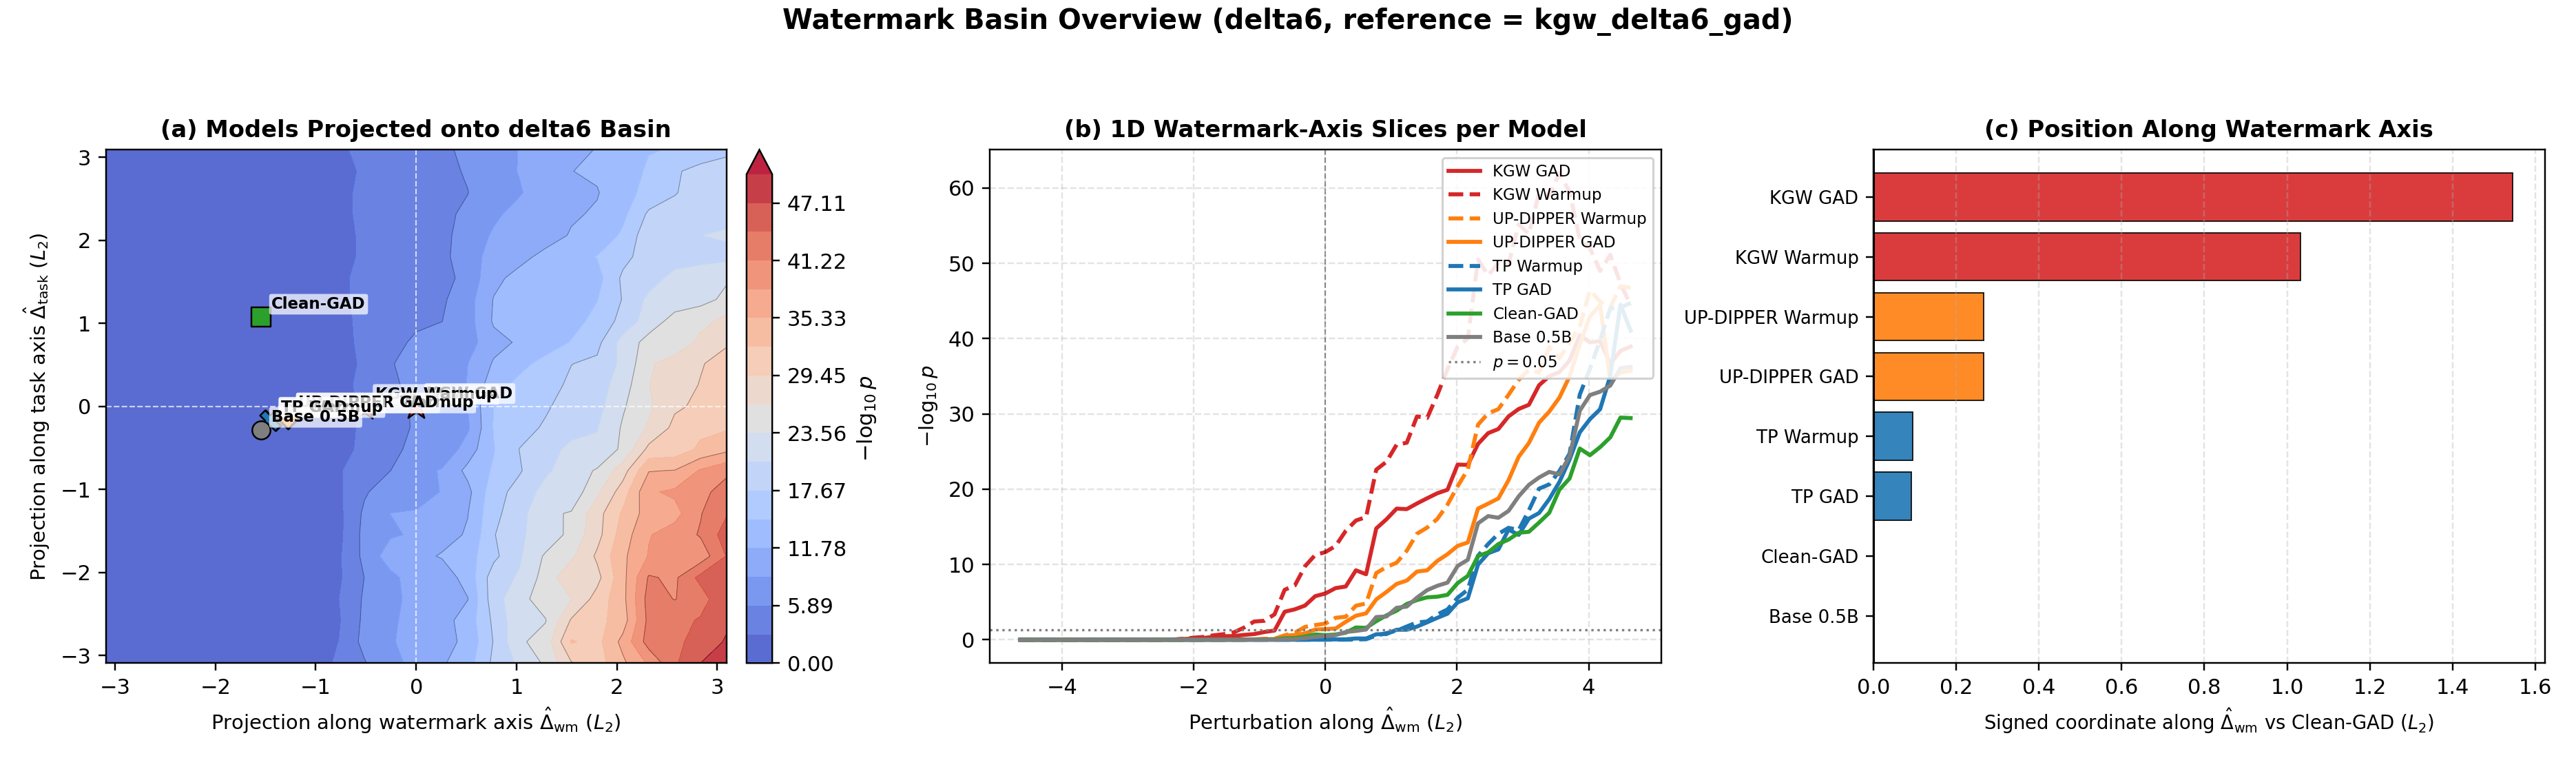 Watermark Basin Overview (delta6, reference = kgw_delta6_gad)
(a) Models Projected onto delta6 Basin
Projection along task axis Δ̂task (L2)
3
2
1
0
−1
−2
−3
−3
−2
−1
0
1
2
3
Projection along watermark axis Δ̂wm (L2)
Clean-GAD
Base 0.5B
47.11
41.22
35.33
29.45
23.56
17.67
11.78
5.89
0.00
−log10 p
(b) 1D Watermark-Axis Slices per Model
−log10 p
60
50
40
30
20
10
0
−4
−2
0
2
4
Perturbation along Δ̂wm (L2)
KGW GAD
KGW Warmup
UP-DIPPER Warmup
UP-DIPPER GAD
TP Warmup
TP GAD
Clean-GAD
Base 0.5B
p = 0.05
(c) Position Along Watermark Axis
KGW GAD
KGW Warmup
UP-DIPPER Warmup
UP-DIPPER GAD
TP Warmup
TP GAD
Clean-GAD
Base 0.5B
0.0
0.2
0.4
0.6
0.8
1.0
1.2
1.4
1.6
Signed coordinate along Δ̂wm vs Clean-GAD (L2)